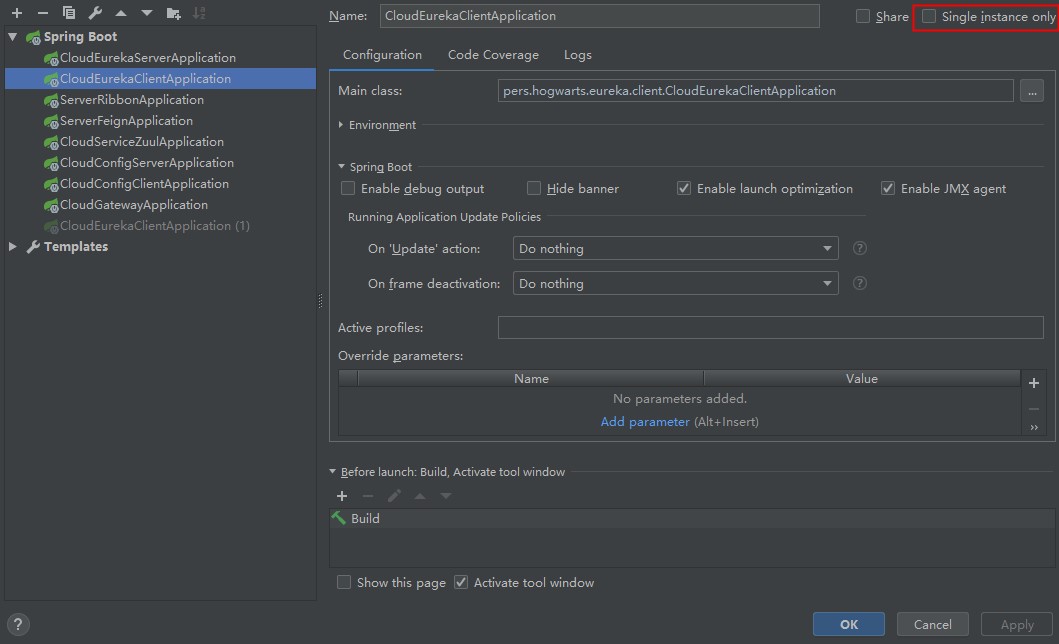 Name: CloudEurekaClientApplication Share Single instance only
Spring Boot
CloudEurekaServerApplication
CloudEurekaClientApplication
ServerRibbonApplication
ServerFeignApplication
CloudServiceZuulApplication
CloudConfigServerApplication
CloudConfigClientApplication
CloudGatewayApplication
CloudEurekaClientApplication (1)
Templates
Configuration Code Coverage Logs
Main class: pers.hogwarts.eureka.client.CloudEurekaClientApplication ...
Environment
Spring Boot
Enable debug output Hide banner Enable launch optimization Enable JMX agent
Running Application Update Policies
On 'Update' action: Do nothing ?
On frame deactivation: Do nothing ?
Active profiles:
Override parameters:
Name Value
No parameters added.
Add parameter (Alt+Insert)
Before launch: Build, Activate tool window
Build
Show this page Activate tool window
? OK Cancel Apply